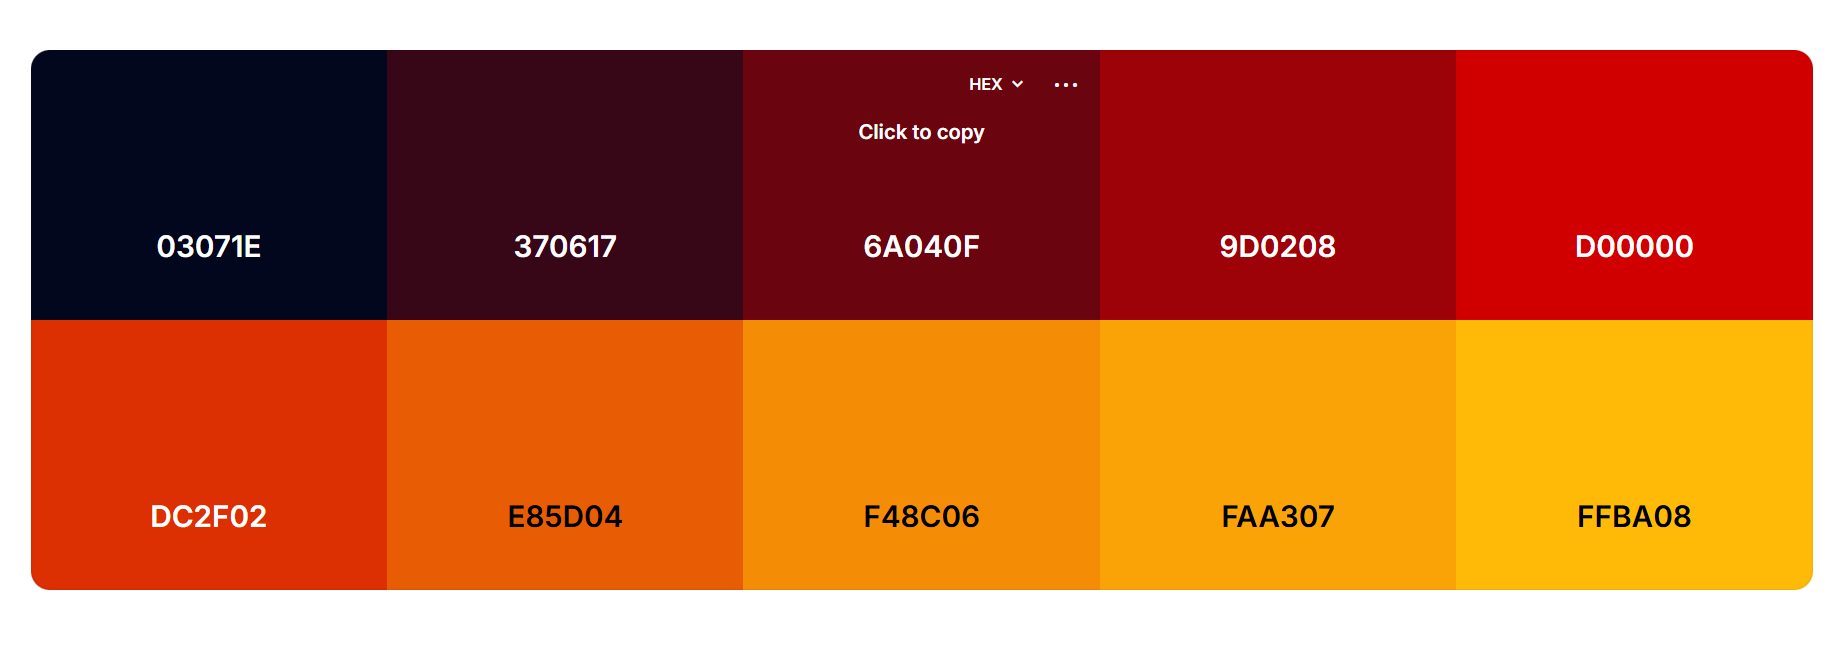 HEX
Click to copy
03071E
370617
6A040F
9D0208
D00000
DC2F02
E85D04
F48C06
FAA307
FFBA08